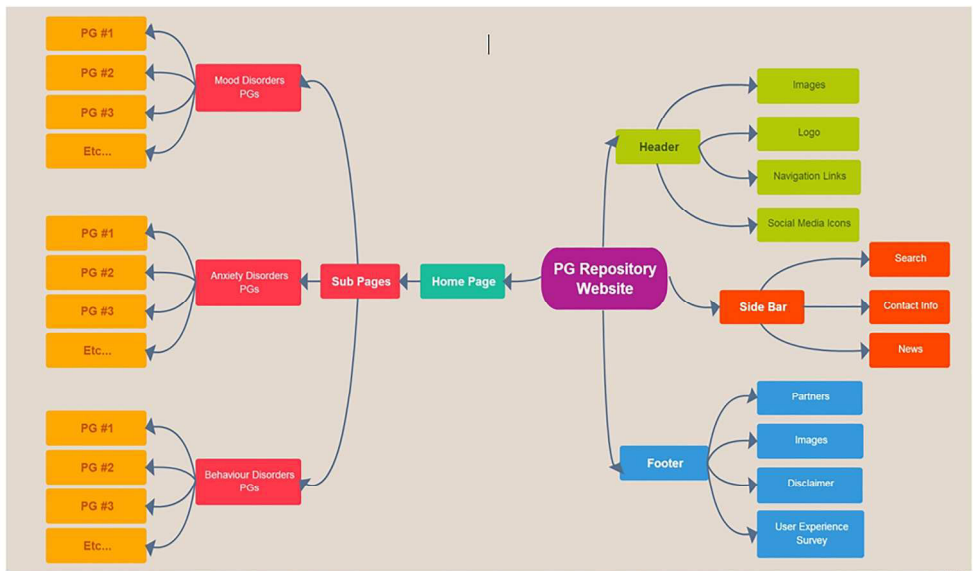 PG #1
PG #2
PG #3
Etc...
Mood Disorders
PGs
PG #1
PG #2
PG #3
Etc...
Anxiety Disorders
PGs
PG #1
PG #2
PG #3
Etc...
Behaviour Disorders
PGs
Sub Pages
Home Page
PG Repository
Website
Header
Images
Logo
Navigation Links
Social Media Icons
Side Bar
Search
Contact Info
News
Footer
Partners
Images
Disclaimer
User Experience
Survey